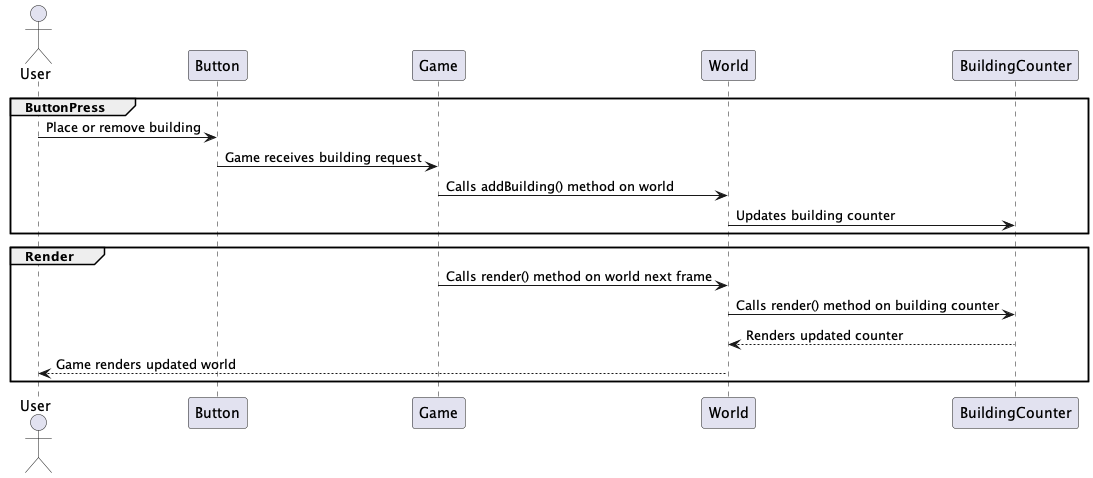 User
Button
Game
World
BuildingCounter
ButtonPress
Place or remove building
Game receives building request
Calls addBuilding() method on world
Updates building counter
Render
Calls render() method on world next frame
Calls render() method on building counter
Renders updated counter
Game renders updated world
User
Button
Game
World
BuildingCounter